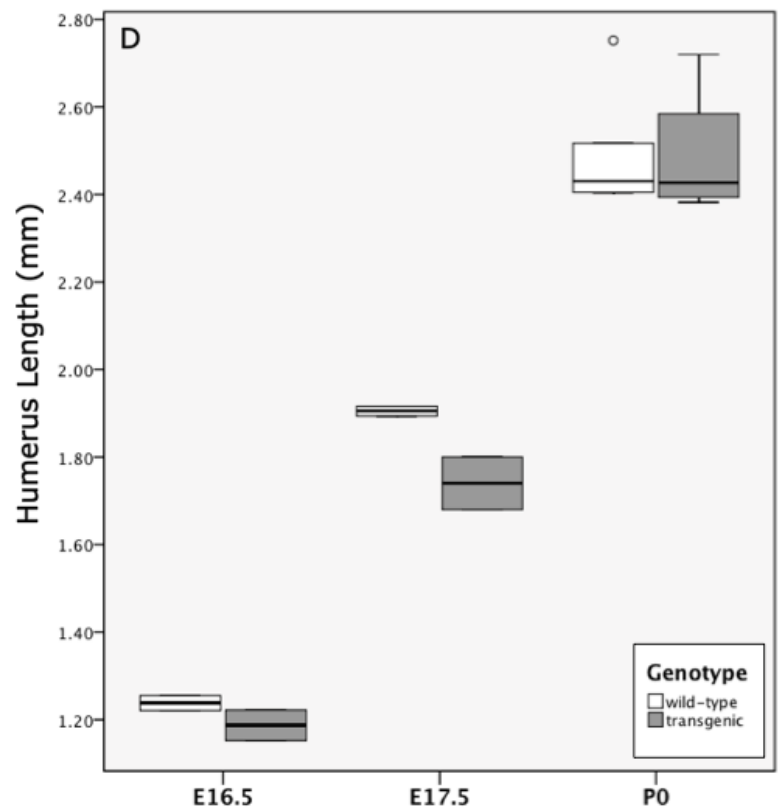 D
Humerus Length (mm)
2.80
2.60
2.40
2.20
2.00
1.80
1.60
1.40
1.20
E16.5 E17.5 P0
Genotype
wild-type
transgenic